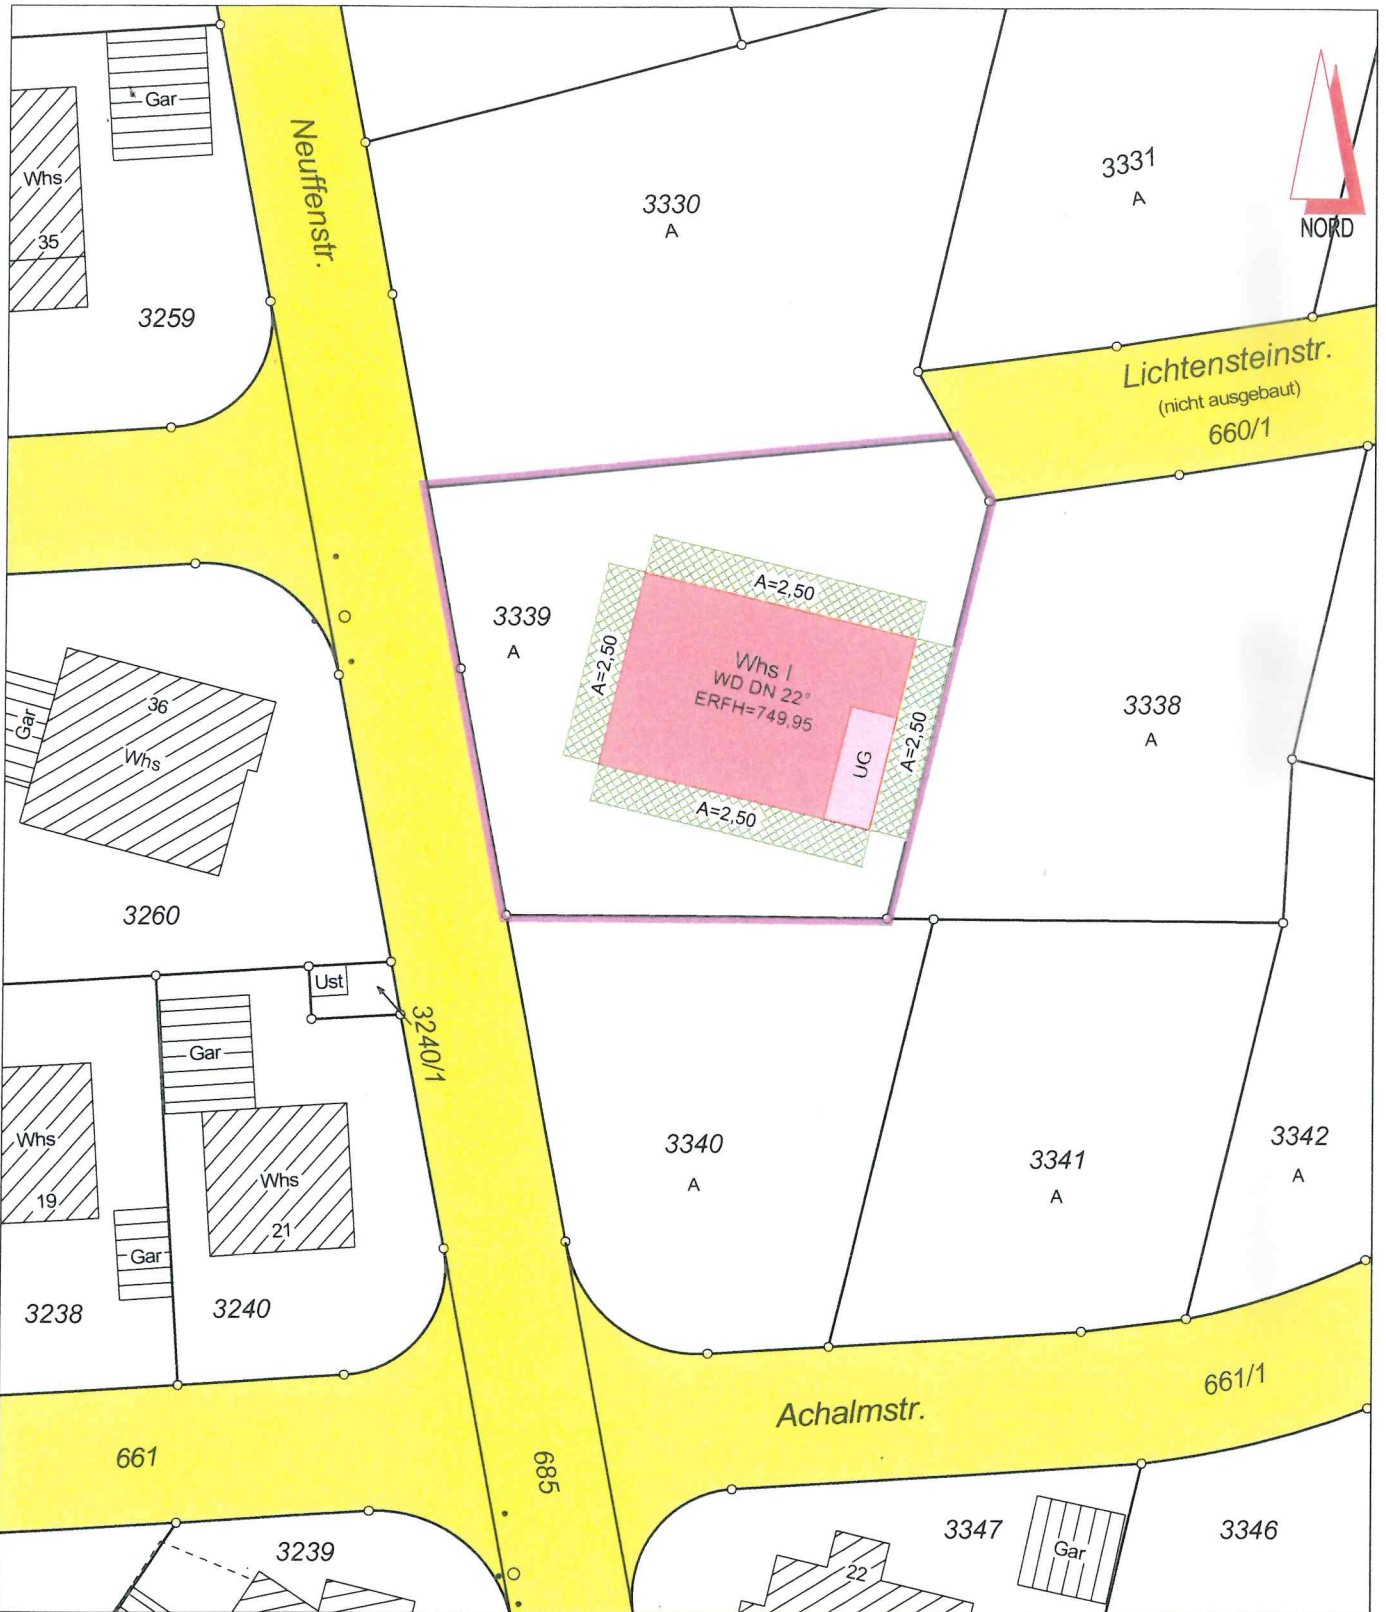 Gar
Neuffenstr.
Whs
35
3259
3330
A
3331
A
NORD
Lichtensteinstr.
(nicht ausgebaut)
660/1
A=2,50
3339
A
A=2,50
Whs I
WD DN 22°
ERFH=749,95
UG
A=2,50
A=2,50
3338
A
36
Whs
Gar
3260
Ust
3240/1
Gar
Whs
19
Whs
21
Gar
3238
3240
3340
A
3341
A
3342
A
661/1
Achalmstr.
661
685
3239
3347
Gar
3346
22